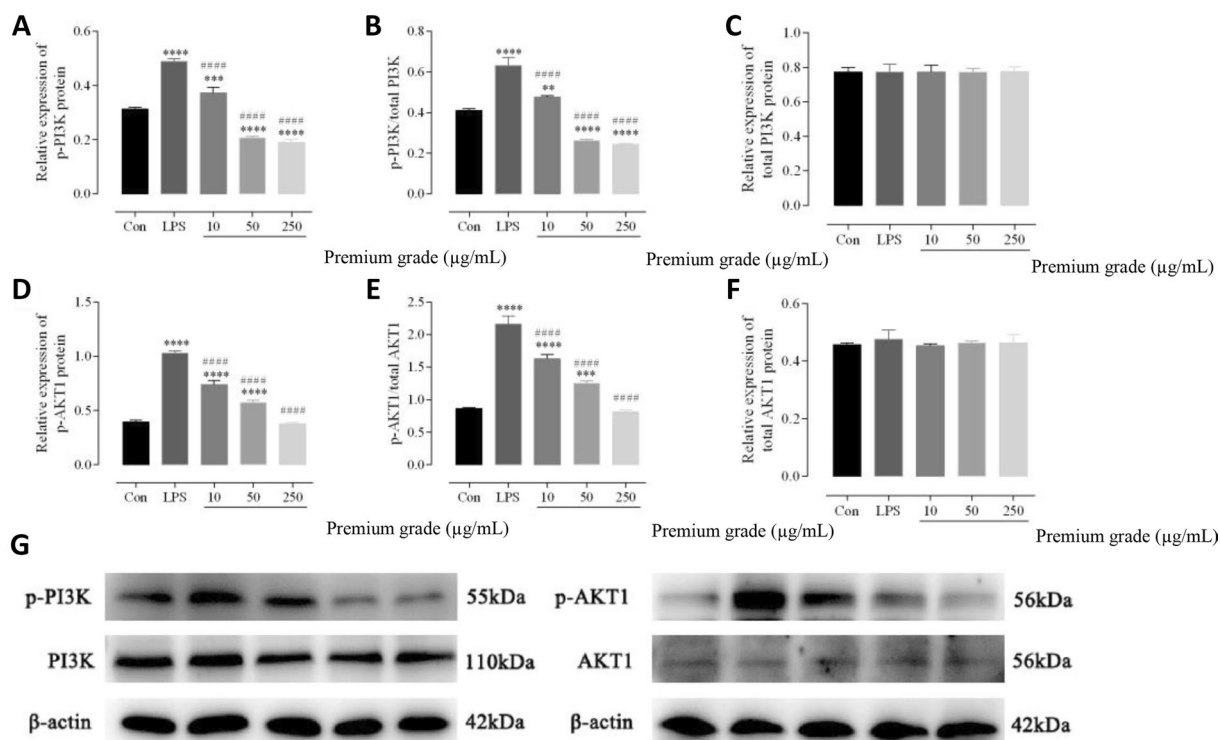 A
Relative expression of
p-PI3K protein
0.6
0.4
0.2
0.0
****
####
***
####
****
####
****
Con LPS 10 50 250
Premium grade (µg/mL)
B
p-PI3K/total PI3K
0.8
0.6
0.4
0.2
0.0
****
####
**
####
****
####
****
Con LPS 10 50 250
Premium grade (µg/mL)
C
Relative expression of
total PI3K protein
1.0
0.8
0.6
0.4
0.2
0.0
Con LPS 10 50 250
Premium grade (µg/mL)
D
Relative expression of
p-AKT1 protein
1.5
1.0
0.5
0.0
****
####
****
####
****
####
Con LPS 10 50 250
Premium grade (µg/mL)
E
p-AKT1/total AKT1
2.5
2.0
1.5
1.0
0.5
0.0
****
####
****
####
***
####
Con LPS 10 50 250
Premium grade (µg/mL)
F
Relative expression of
total AKT1 protein
0.6
0.4
0.2
0.0
Con LPS 10 50 250
Premium grade (µg/mL)
G
p-PI3K 55kDa
PI3K 110kDa
β-actin 42kDa
p-AKT1 56kDa
AKT1 56kDa
β-actin 42kDa